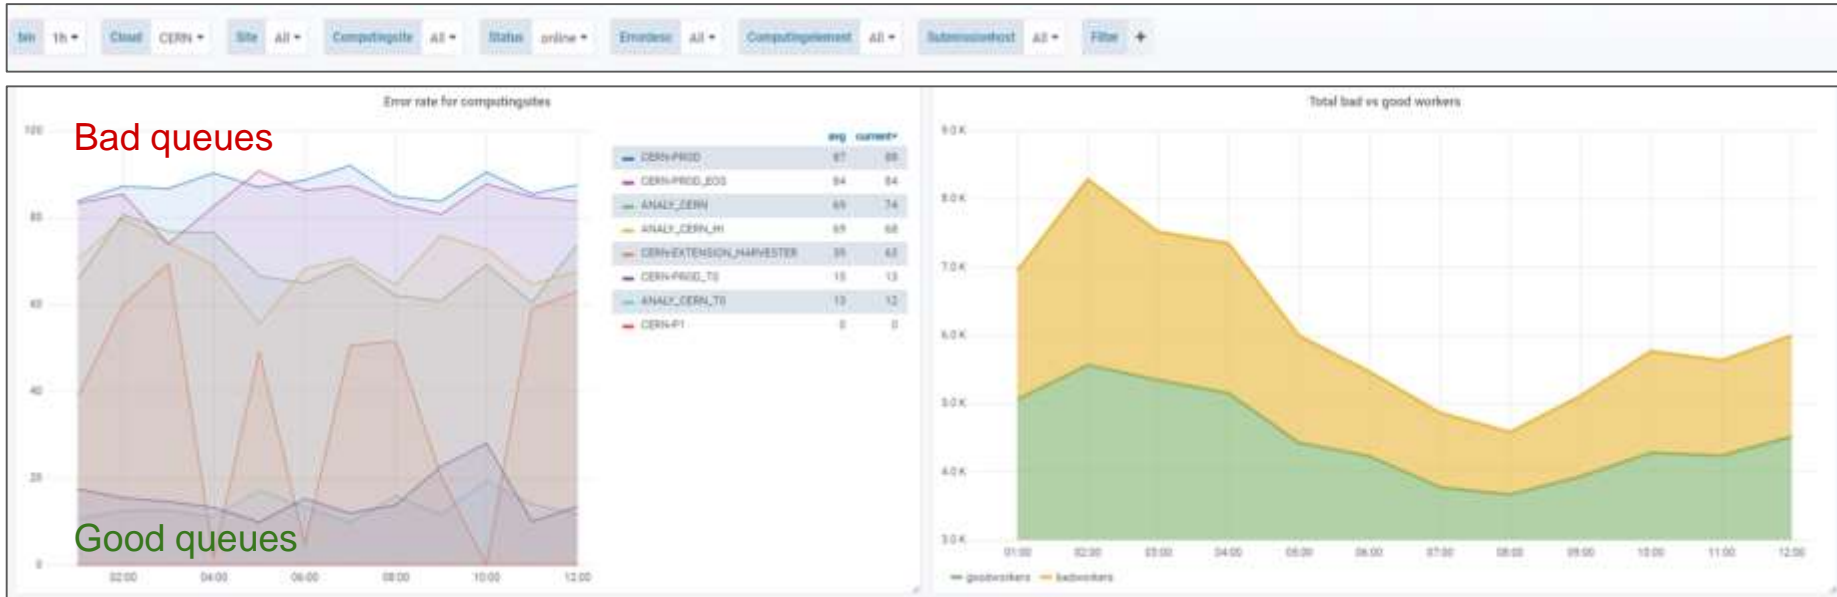 bin 1h Cloud CERN Site All Computingsite All Status online Errordesc All Computingelement All Submissionhost All Filter +
Error rate for computingsites
Bad queues
Good queues
100
80
60
40
20
0
02:00 04:00 06:00 08:00 10:00 12:00
avg current
CERN-PROD 87 88
CERN-PROD_EOS 84 84
ANALY_CERN 69 74
ANALY_CERN_HI 69 68
CERN-EXTENSION_HARVESTER 39 63
CERN-PROD_T0 15 13
ANALY_CERN_T0 13 12
CERN-P1 0 0
Total bad vs good workers
9.0 K
8.0 K
7.0 K
6.0 K
5.0 K
4.0 K
3.0 K
01:00 02:00 03:00 04:00 05:00 06:00 07:00 08:00 09:00 10:00 11:00 12:00
goodworkers badworkers